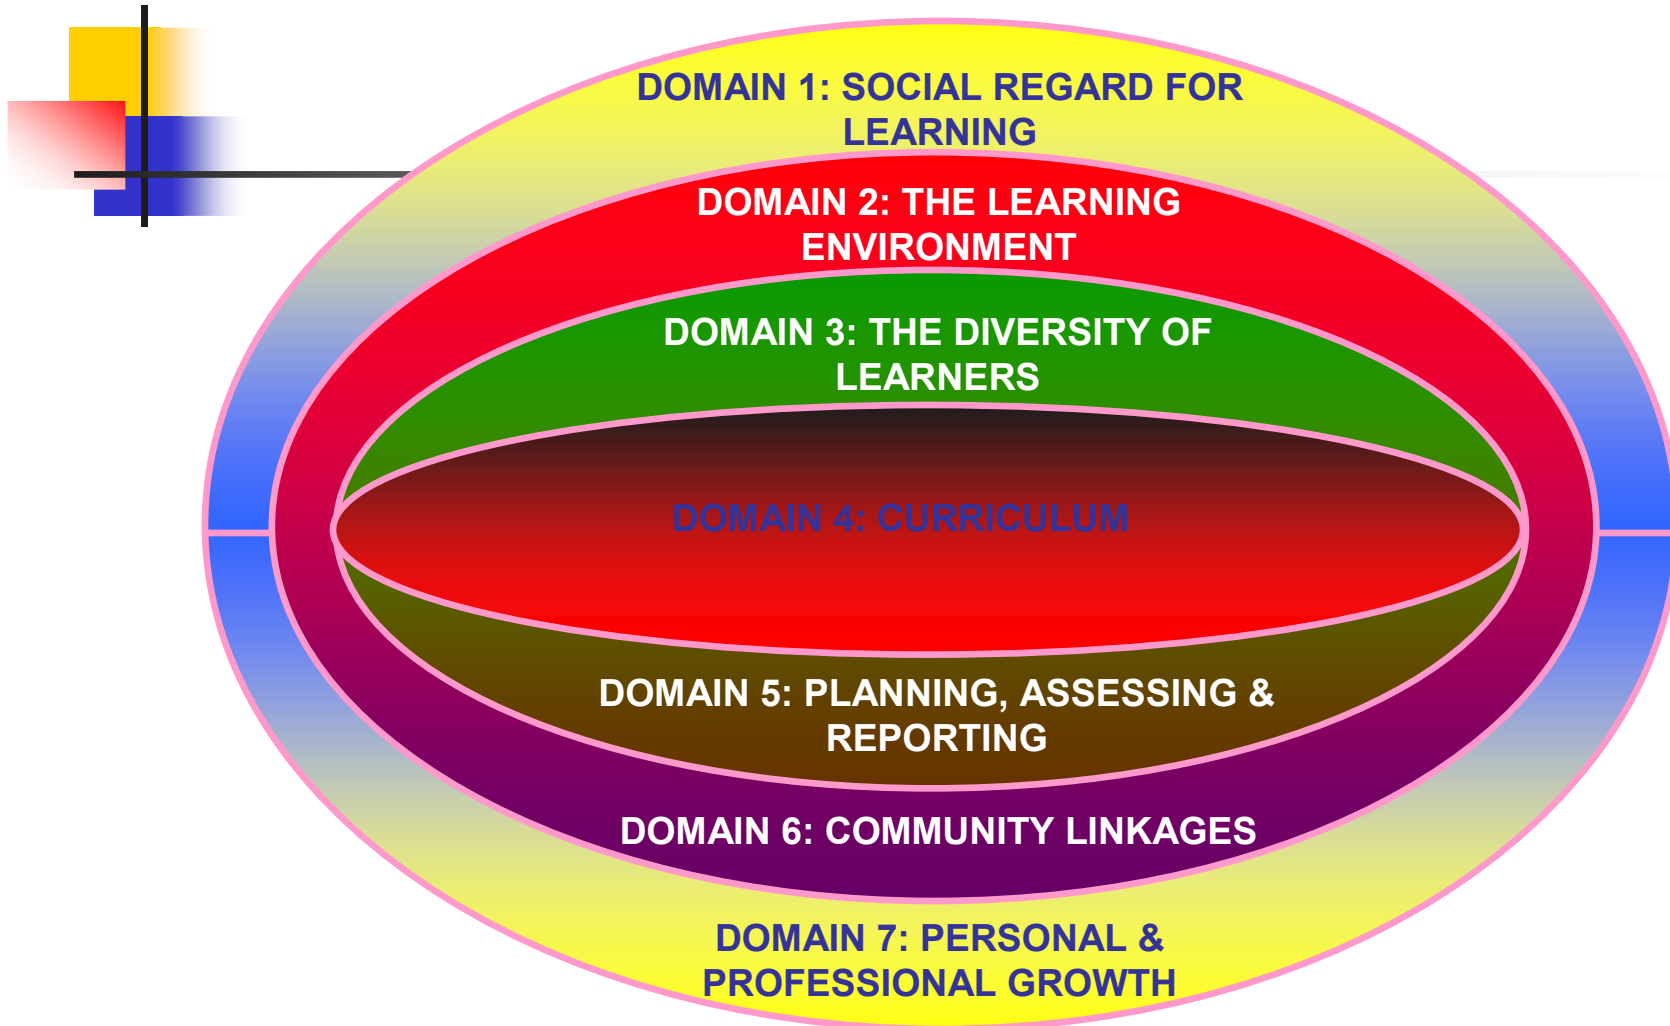 DOMAIN 1: SOCIAL REGARD FOR
LEARNING
DOMAIN 2: THE LEARNING
ENVIRONMENT
DOMAIN 3: THE DIVERSITY OF
LEARNERS
DOMAIN 4: CURRICULUM
DOMAIN 5: PLANNING, ASSESSING &
REPORTING
DOMAIN 6: COMMUNITY LINKAGES
DOMAIN 7: PERSONAL &
PROFESSIONAL GROWTH